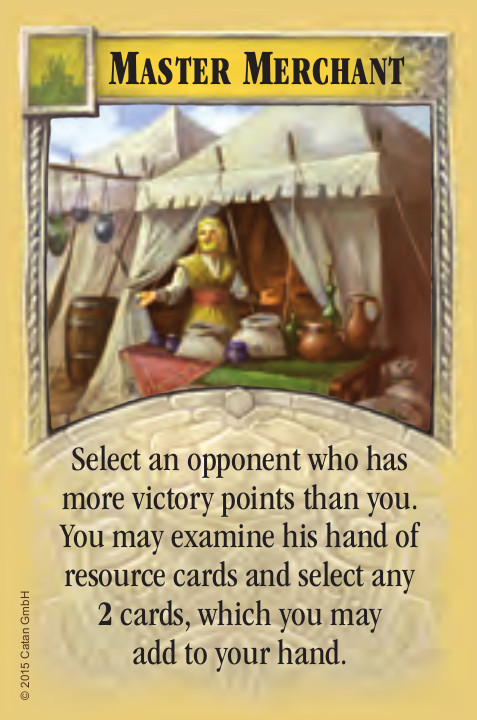 MASTER MERCHANT
Select an opponent who has
more victory points than you.
You may examine his hand of
resource cards and select any
2 cards, which you may
add to your hand.
© 2015 Catan GmbH